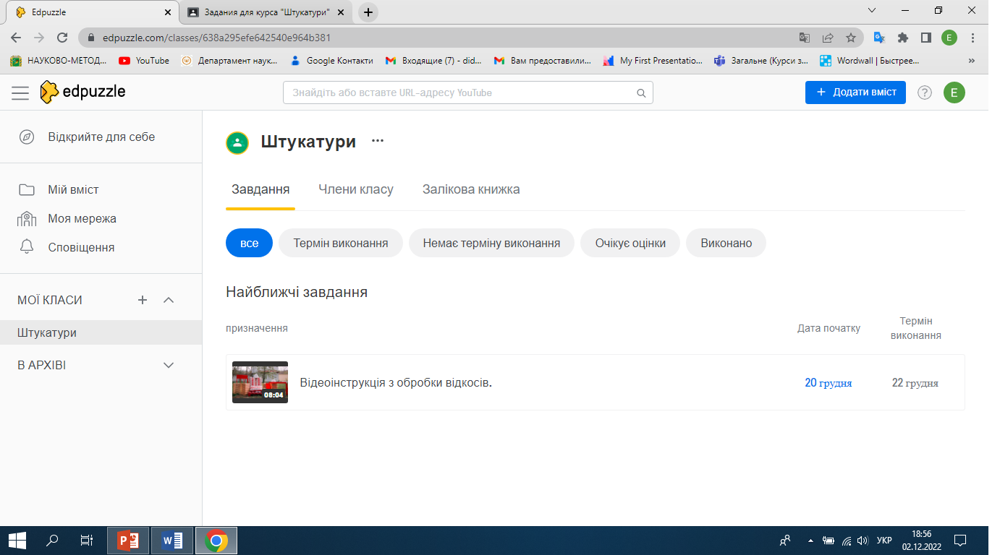 Edpuzzle
Задания для курса "Штукатури"
edpuzzle.com/classes/638a295efe642540e964b381
E
НАУКОВО-МЕТОД...
YouTube
Департамент наук...
Google Контакти
Входящие (7) - did...
Вам предоставили...
My First Presentatio...
Загальне (Курси з...
Wordwall | Быстрее...
»
edpuzzle
Знайдіть або вставте URL-адресу YouTube
+ Додати вміст
?
E
Відкрийте для себе
Мій вміст
Моя мережа
Сповіщення
МОЇ КЛАСИ
Штукатури
В АРХІВІ
Штукатури ...
Завдання
Члени класу
Залікова книжка
все
Термін виконання
Немає терміну виконання
Очікує оцінки
Виконано
Найближчі завдання
призначення
Дата початку
Термін
виконання
08:04
Відеоінструкція з обробки відкосів.
20 грудня
22 грудня
УКР
18:56
02.12.2022